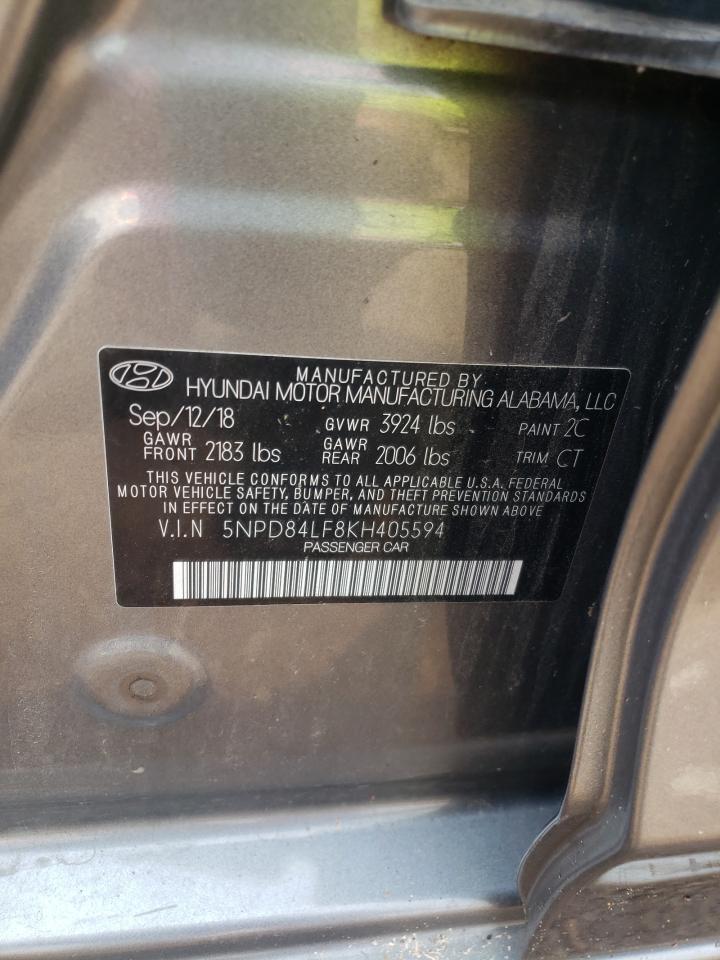 MANUFACTURED BY
HYUNDAI MOTOR MANUFACTURING ALABAMA, LLC
Sep/12/18 GVWR 3924 lbs PAINT 2C
GAWR FRONT 2183 lbs GAWR REAR 2006 lbs TRIM CT
THIS VEHICLE CONFORMS TO ALL APPLICABLE U.S.A. FEDERAL
MOTOR VEHICLE SAFETY, BUMPER, AND THEFT PREVENTION STANDARDS
IN EFFECT ON THE DATE OF MANUFACTURE SHOWN ABOVE.
V.I.N 5NPD84LF8KH405594
PASSENGER CAR